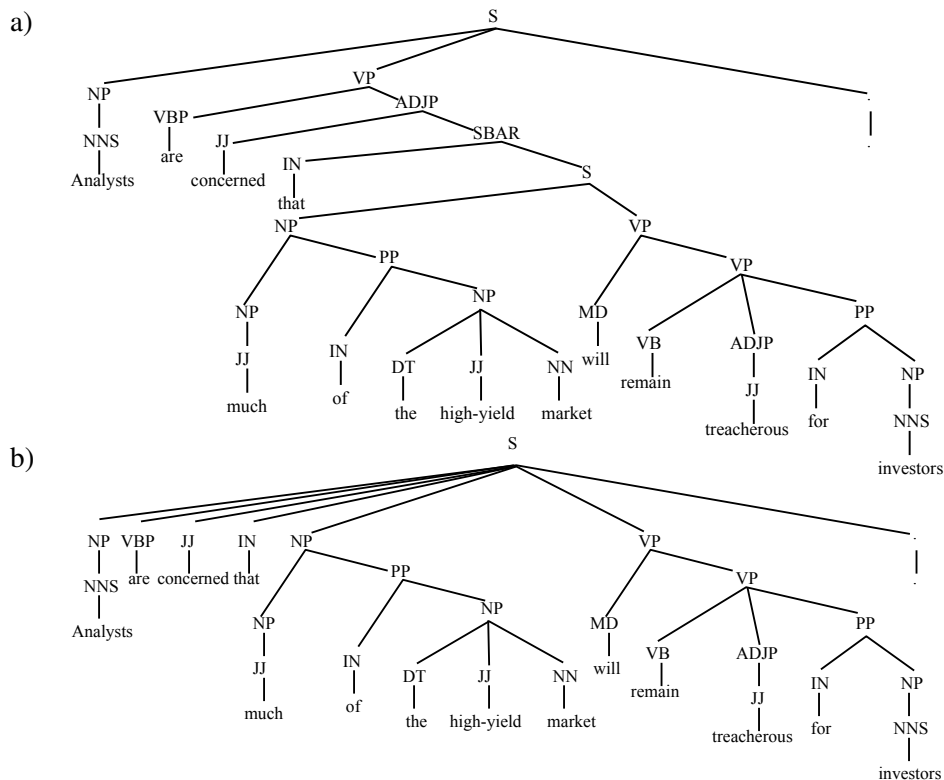 a)
S
NP VP .
VBP ADJP
NNS are JJ SBAR .
Analysts concerned IN S
that
NP VP
PP VP
NP NP MD PP
JJ IN DT JJ NN will VB ADJP IN NP
much of the high-yield market remain JJ for NNS
treacherous investors
b)
S
NP VBP JJ IN NP VP .
NNS are concerned that PP VP .
Analysts NP NP MD PP
JJ IN DT JJ NN will VB ADJP IN NP
much of the high-yield market remain JJ for NNS
treacherous investors